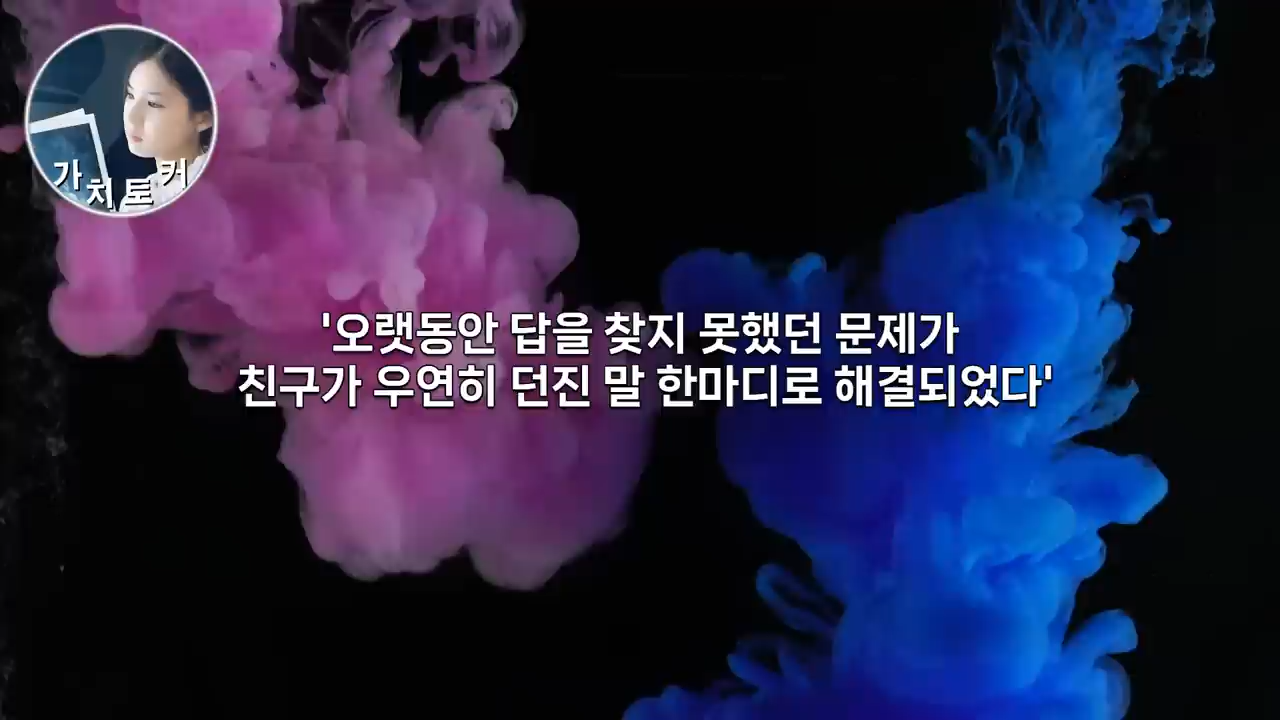 가치토커
'오랫동안 답을 찾지 못했던 문제가
친구가 우연히 던진 말 한마디로 해결되었다'